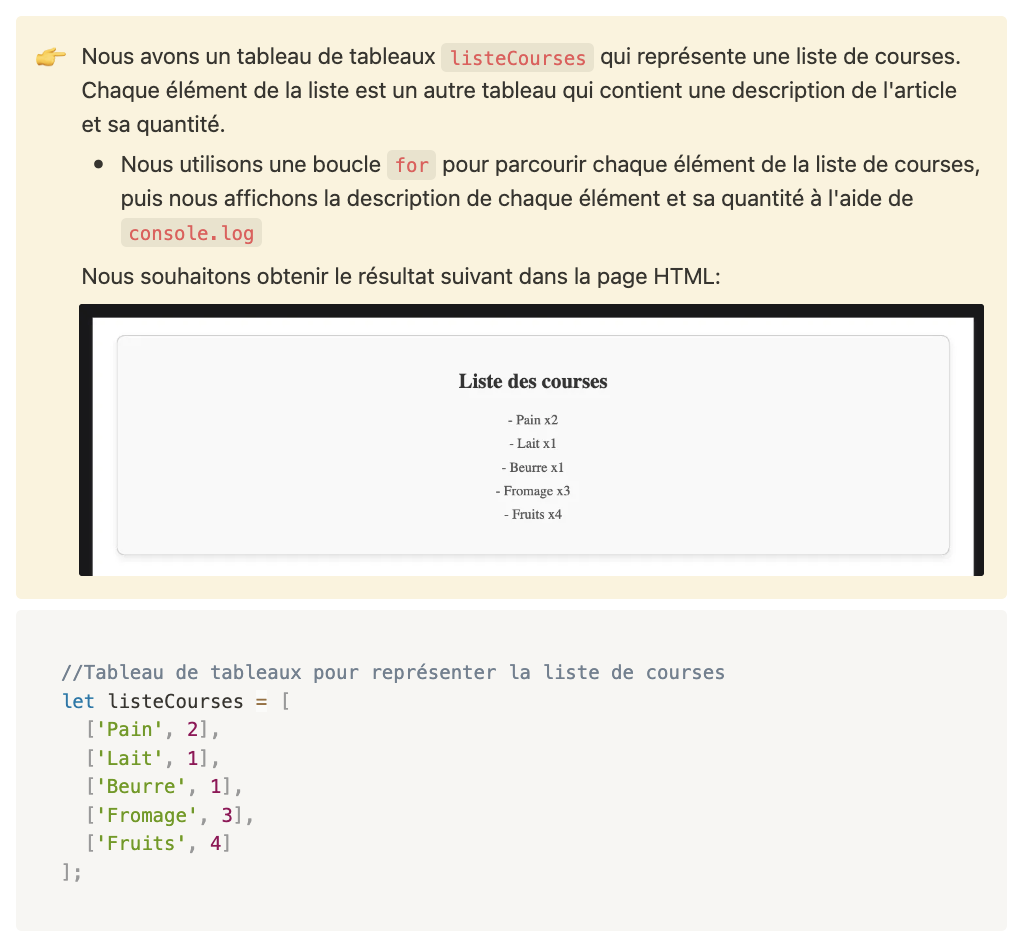 👉 Nous avons un tableau de tableaux listeCourses qui représente une liste de courses.
Chaque élément de la liste est un autre tableau qui contient une description de l'article
et sa quantité.
• Nous utilisons une boucle for pour parcourir chaque élément de la liste de courses,
puis nous affichons la description de chaque élément et sa quantité à l'aide de
console.log
Nous souhaitons obtenir le résultat suivant dans la page HTML:
Liste des courses
- Pain x2
- Lait x1
- Beurre x1
- Fromage x3
- Fruits x4
//Tableau de tableaux pour représenter la liste de courses
let listeCourses = [
  ['Pain', 2],
  ['Lait', 1],
  ['Beurre', 1],
  ['Fromage', 3],
  ['Fruits', 4]
];